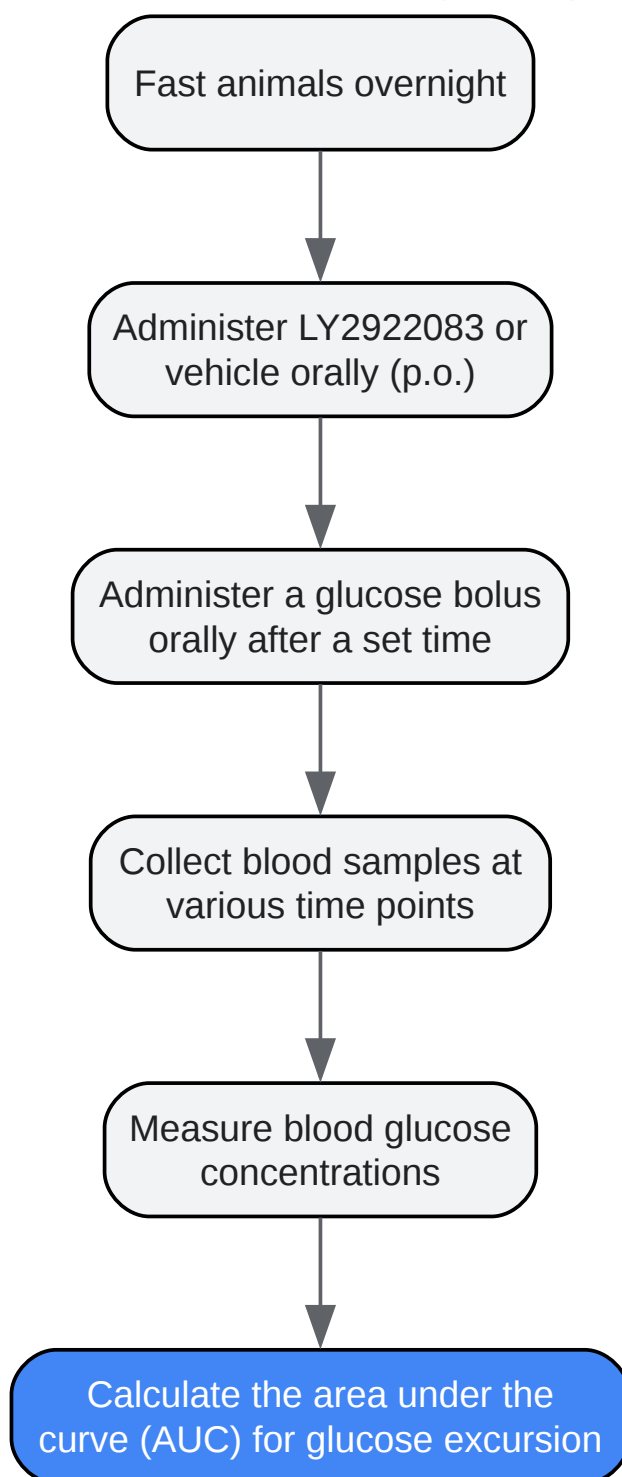 Fast animals overnight
Administer LY2922083 or
vehicle orally (p.o.)
Administer a glucose bolus
orally after a set time
Collect blood samples at
various time points
Measure blood glucose
concentrations
Calculate the area under the
curve (AUC) for glucose excursion